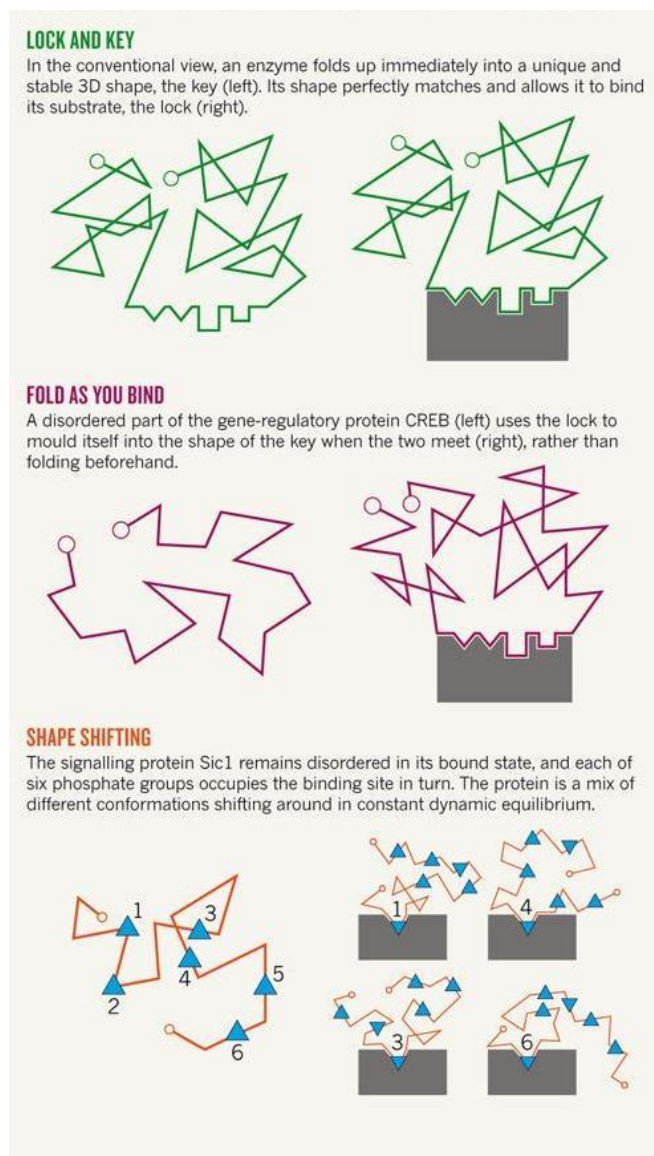 LOCK AND KEY
In the conventional view, an enzyme folds up immediately into a unique and
stable 3D shape, the key (left). Its shape perfectly matches and allows it to bind
its substrate, the lock (right).
FOLD AS YOU BIND
A disordered part of the gene-regulatory protein CREB (left) uses the lock to
mould itself into the shape of the key when the two meet (right), rather than
folding beforehand.
SHAPE SHIFTING
The signalling protein Sic1 remains disordered in its bound state, and each of
six phosphate groups occupies the binding site in turn. The protein is a mix of
different conformations shifting around in constant dynamic equilibrium.
1
3
2
4
5
6
1
4
3
6